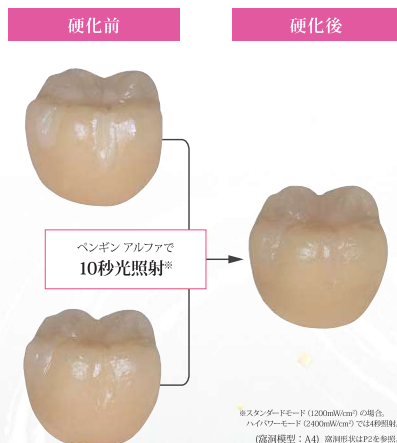 硬化前
硬化後
ペンギン アルファで
10秒光照射※
※スタンダードモード（1200mW/cm²）の場合。
ハイパワーモード（2400mW/cm²）では4秒照射。
(窩洞模型：A4) 窩洞形状はP2を参照。